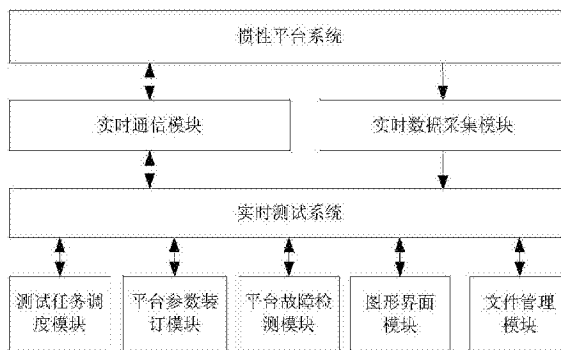 惯性平台系统
实时通信模块
实时数据采集模块
实时测试系统
测试任务调
度模块
平台参数装
订模块
平台故障检
测模块
图形界面
模块
文件管理
模块